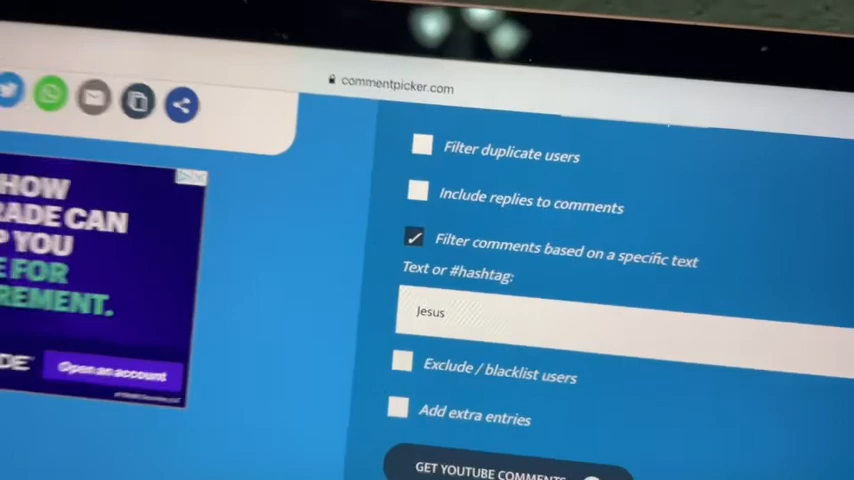 commentpicker.com
HOW
RADE CAN
P YOU
E FOR
REMENT.
DE
Open an account
Filter duplicate users
Include replies to comments
Filter comments based on a specific text
Text or #hashtag:
Jesus
Exclude / blacklist users
Add extra entries
GET YOUTUBE COMMENTS